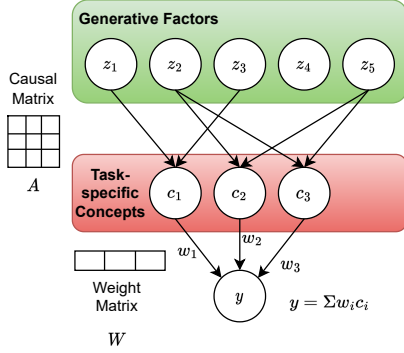 Generative Factors
z₁ z₂ z₃ z₄ z₅
Causal
Matrix
A
Task-
specific
Concepts
c₁ c₂ c₃
w₁ w₂ w₃
Weight
Matrix
W
y
y = Σwᵢcᵢ